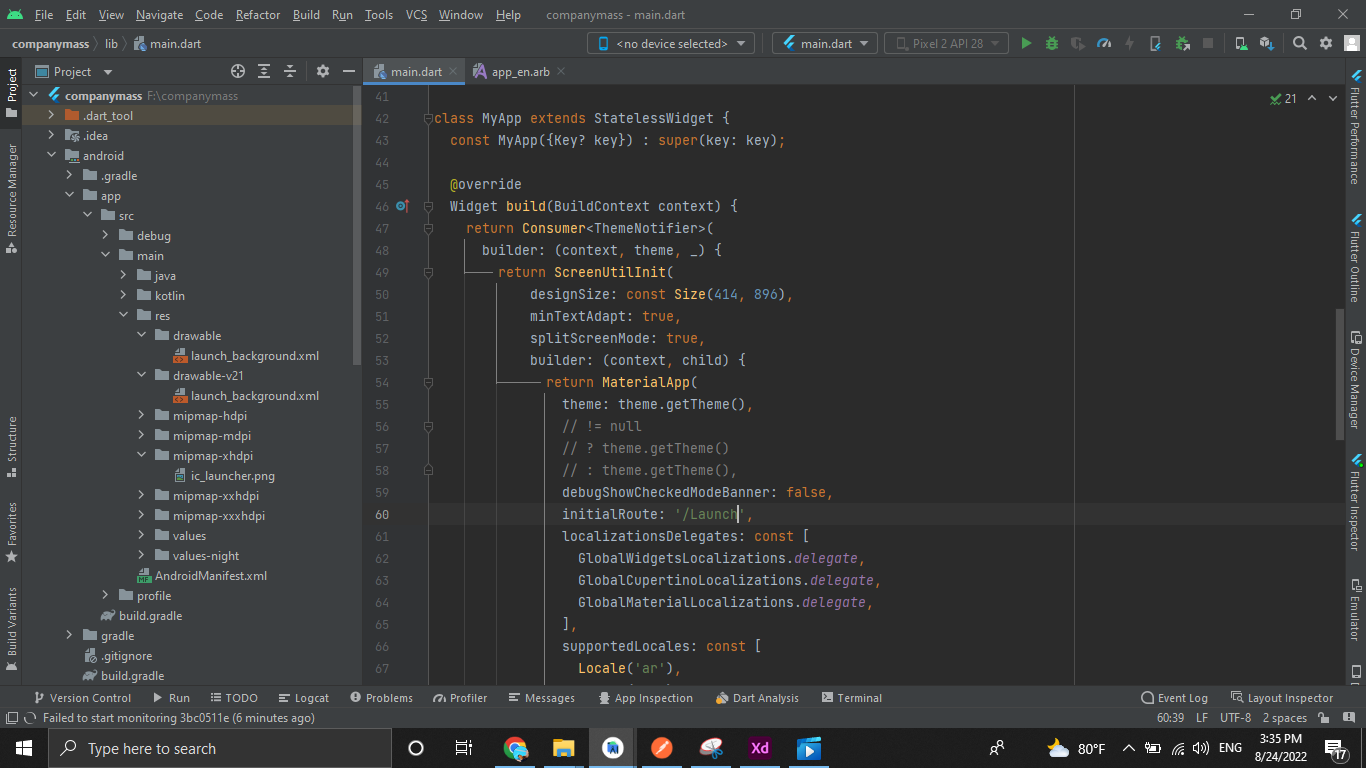 File Edit View Navigate Code Refactor Build Run Tools VCS Window Help companymass - main.dart
companymass lib main.dart <no device selected> main.dart Pixel 2 API 28
Project
main.dart app_en.arb
companymass F:\companymass
.dart_tool
.idea
android
.gradle
app
src
debug
main
java
kotlin
res
drawable
launch_background.xml
drawable-v21
launch_background.xml
mipmap-hdpi
mipmap-mdpi
mipmap-xhdpi
ic_launcher.png
mipmap-xxhdpi
mipmap-xxxhdpi
values
values-night
AndroidManifest.xml
profile
build.gradle
gradle
.gitignore
build.gradle
Project
Resource Manager
Structure
Favorites
Build Variants
21
41
42 class MyApp extends StatelessWidget {
43 const MyApp({Key? key}) : super(key: key);
44
45 @override
46 Widget build(BuildContext context) {
47 return Consumer<ThemeNotifier>(
48 builder: (context, theme, _) {
49 return ScreenUtilInit(
50 designSize: const Size(414, 896),
51 minTextAdapt: true,
52 splitScreenMode: true,
53 builder: (context, child) {
54 return MaterialApp(
55 theme: theme.getTheme(),
56 // != null
57 // ? theme.getTheme()
58 // : theme.getTheme(),
59 debugShowCheckedModeBanner: false,
60 initialRoute: '/Launch',
61 localizationsDelegates: const [
62 GlobalWidgetsLocalizations.delegate,
63 GlobalCupertinoLocalizations.delegate,
64 GlobalMaterialLocalizations.delegate,
65 ],
66 supportedLocales: const [
67 Locale('ar'),
Flutter Performance
Flutter Outline
Device Manager
Flutter Inspector
Emulator
Version Control Run TODO Logcat Problems Profiler Messages App Inspection Dart Analysis Terminal Event Log Layout Inspector
Failed to start monitoring 3bc0511e (6 minutes ago) 60:39 LF UTF-8 2 spaces
Type here to search Xd 80°F ENG 3:35 PM
8/24/2022 17